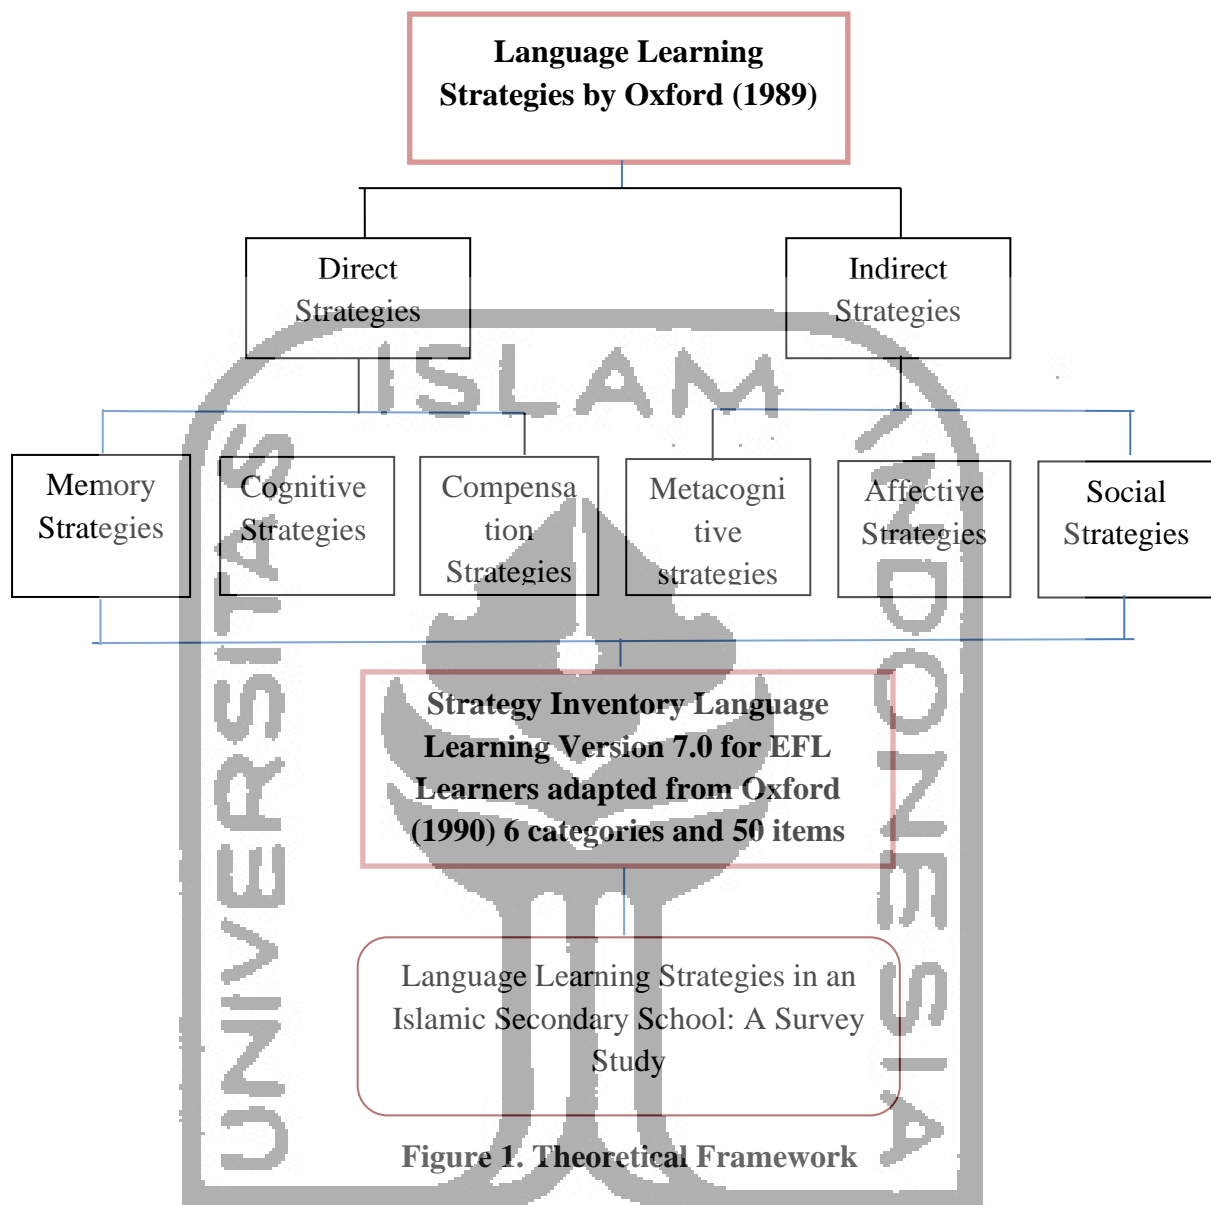 Language Learning
Strategies by Oxford (1989)
Direct
Strategies
Indirect
Strategies
ISLAM
UNIVERSITAS
INDONESIA
Memory
Strategies
Cognitive
Strategies
Compensa
tion
Strategies
Metacogni
tive
strategies
Affective
Strategies
Social
Strategies
Strategy Inventory Language
Learning Version 7.0 for EFL
Learners adapted from Oxford
(1990) 6 categories and 50 items
Language Learning Strategies in an
Islamic Secondary School: A Survey
Study
Figure 1. Theoretical Framework